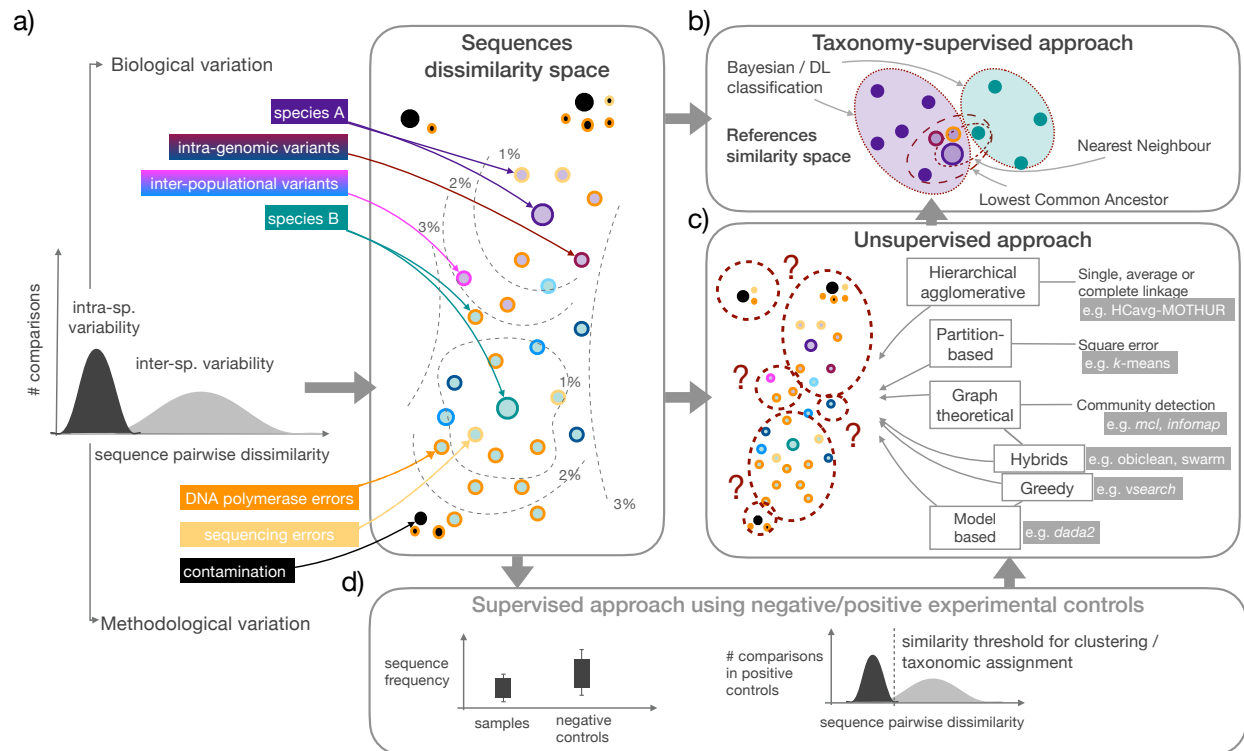 a)
Biological variation
species A
intra-genomic variants
inter-populational variants
species B
# comparisons
intra-sp.
variability
inter-sp. variability
sequence pairwise dissimilarity
DNA polymerase errors
sequencing errors
contamination
Methodological variation
Sequences
dissimilarity space
1%
2%
3%
1%
2%
3%
b)
Taxonomy-supervised approach
Bayesian / DL
classification
References
similarity space
Nearest Neighbour
Lowest Common Ancestor
c)
Unsupervised approach
?
?
?
?
?
Hierarchical
agglomerative
Single, average or
complete linkage
e.g. HCavg-MOTHUR
Partition-
based
Square error
e.g. k-means
Graph
theoretical
Community detection
e.g. mcl, infomap
Hybrids
e.g. obiclean, swarm
Greedy
e.g. vsearch
Model
based
e.g. dada2
d)
Supervised approach using negative/positive experimental controls
sequence
frequency
samples
negative
controls
# comparisons
in positive
controls
similarity threshold for clustering /
taxonomic assignment
sequence pairwise dissimilarity